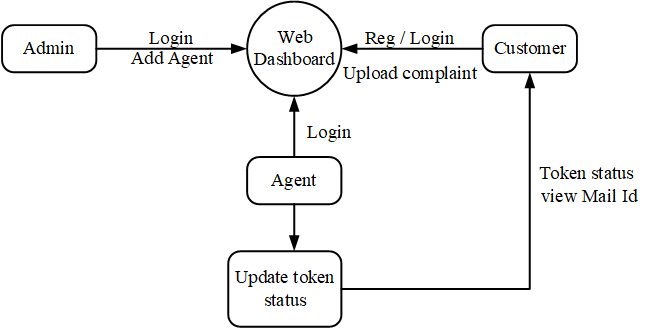 Admin
Login
Add Agent
Web
Dashboard
Reg / Login
Upload complaint
Customer
Login
Agent
Token status
view Mail Id
Update token
status